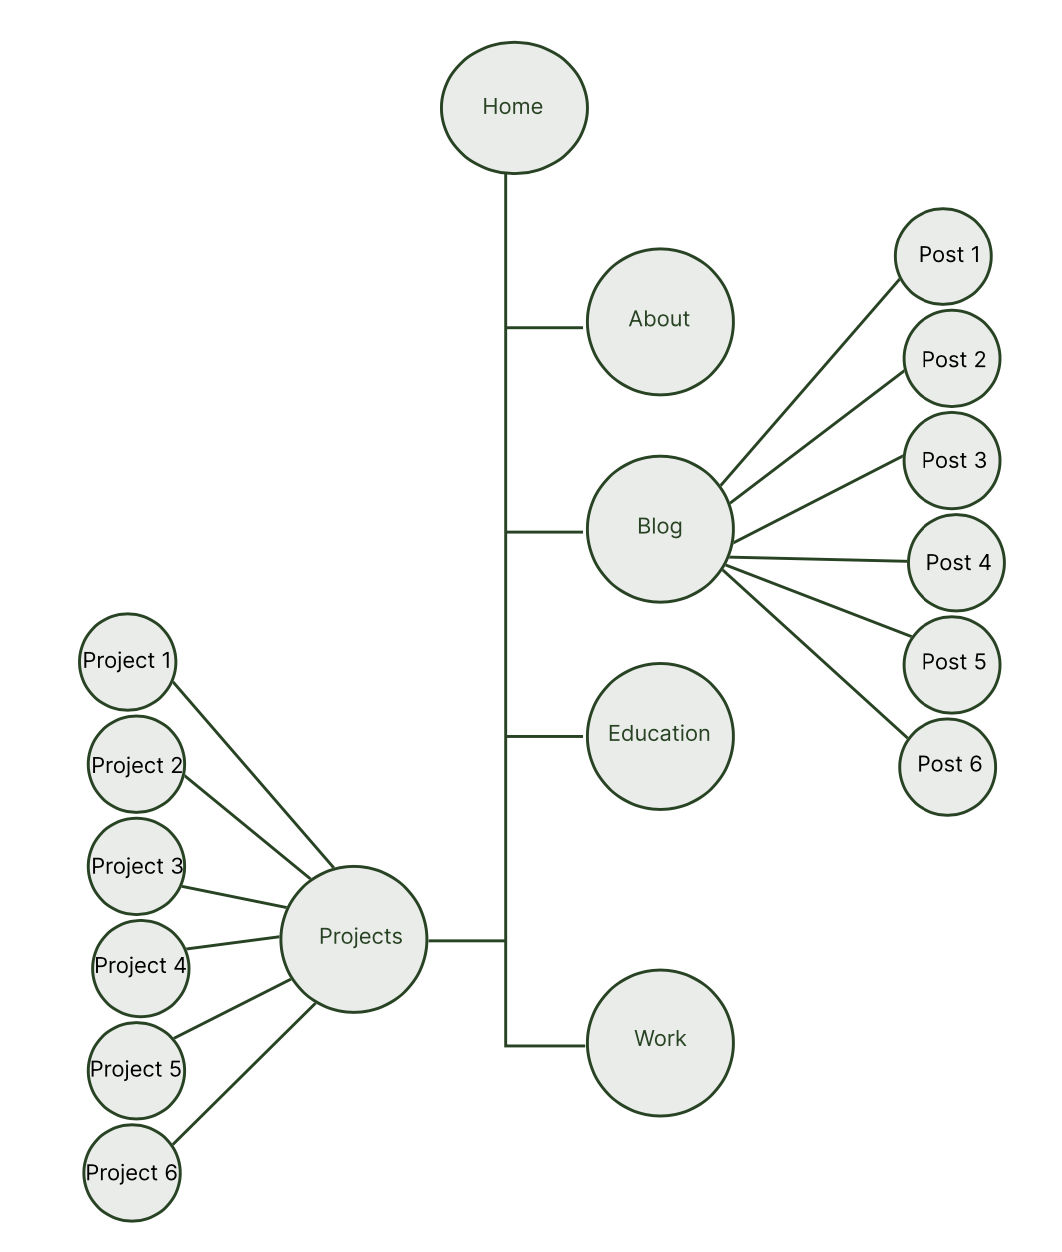 Home
About
Blog
Post 1
Post 2
Post 3
Post 4
Post 5
Post 6
Education
Projects
Project 1
Project 2
Project 3
Project 4
Project 5
Project 6
Work